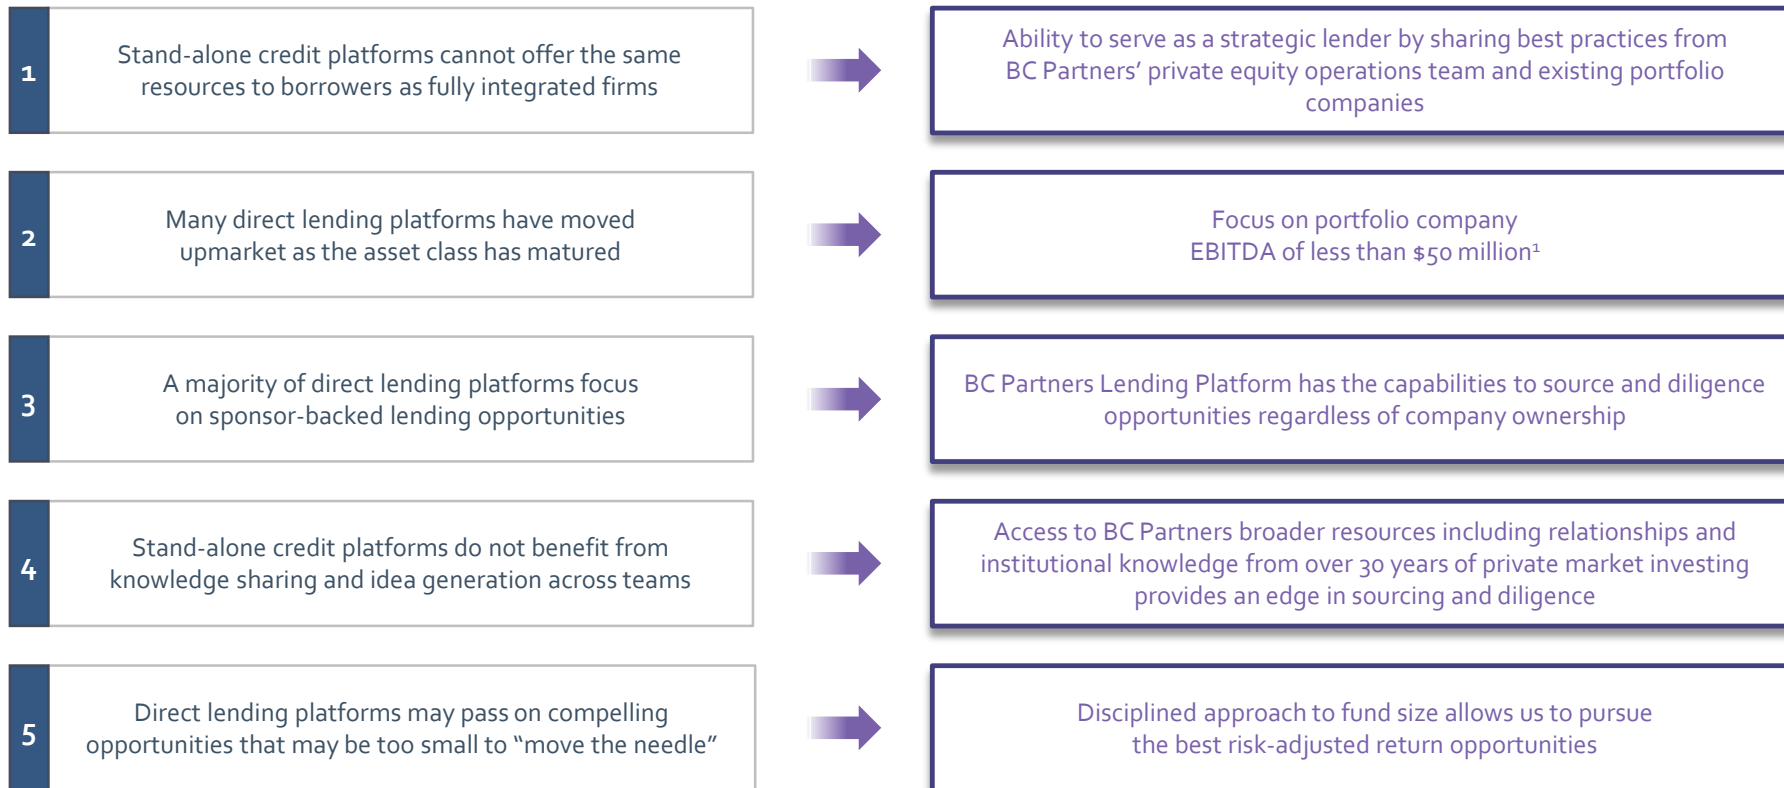 1
Stand-alone credit platforms cannot offer the same
resources to borrowers as fully integrated firms
Ability to serve as a strategic lender by sharing best practices from
BC Partners’ private equity operations team and existing portfolio
companies
2
Many direct lending platforms have moved
upmarket as the asset class has matured
Focus on portfolio company
EBITDA of less than $50 million¹
3
A majority of direct lending platforms focus
on sponsor-backed lending opportunities
BC Partners Lending Platform has the capabilities to source and diligence
opportunities regardless of company ownership
4
Stand-alone credit platforms do not benefit from
knowledge sharing and idea generation across teams
Access to BC Partners broader resources including relationships and
institutional knowledge from over 30 years of private market investing
provides an edge in sourcing and diligence
5
Direct lending platforms may pass on compelling
opportunities that may be too small to “move the needle”
Disciplined approach to fund size allows us to pursue
the best risk-adjusted return opportunities